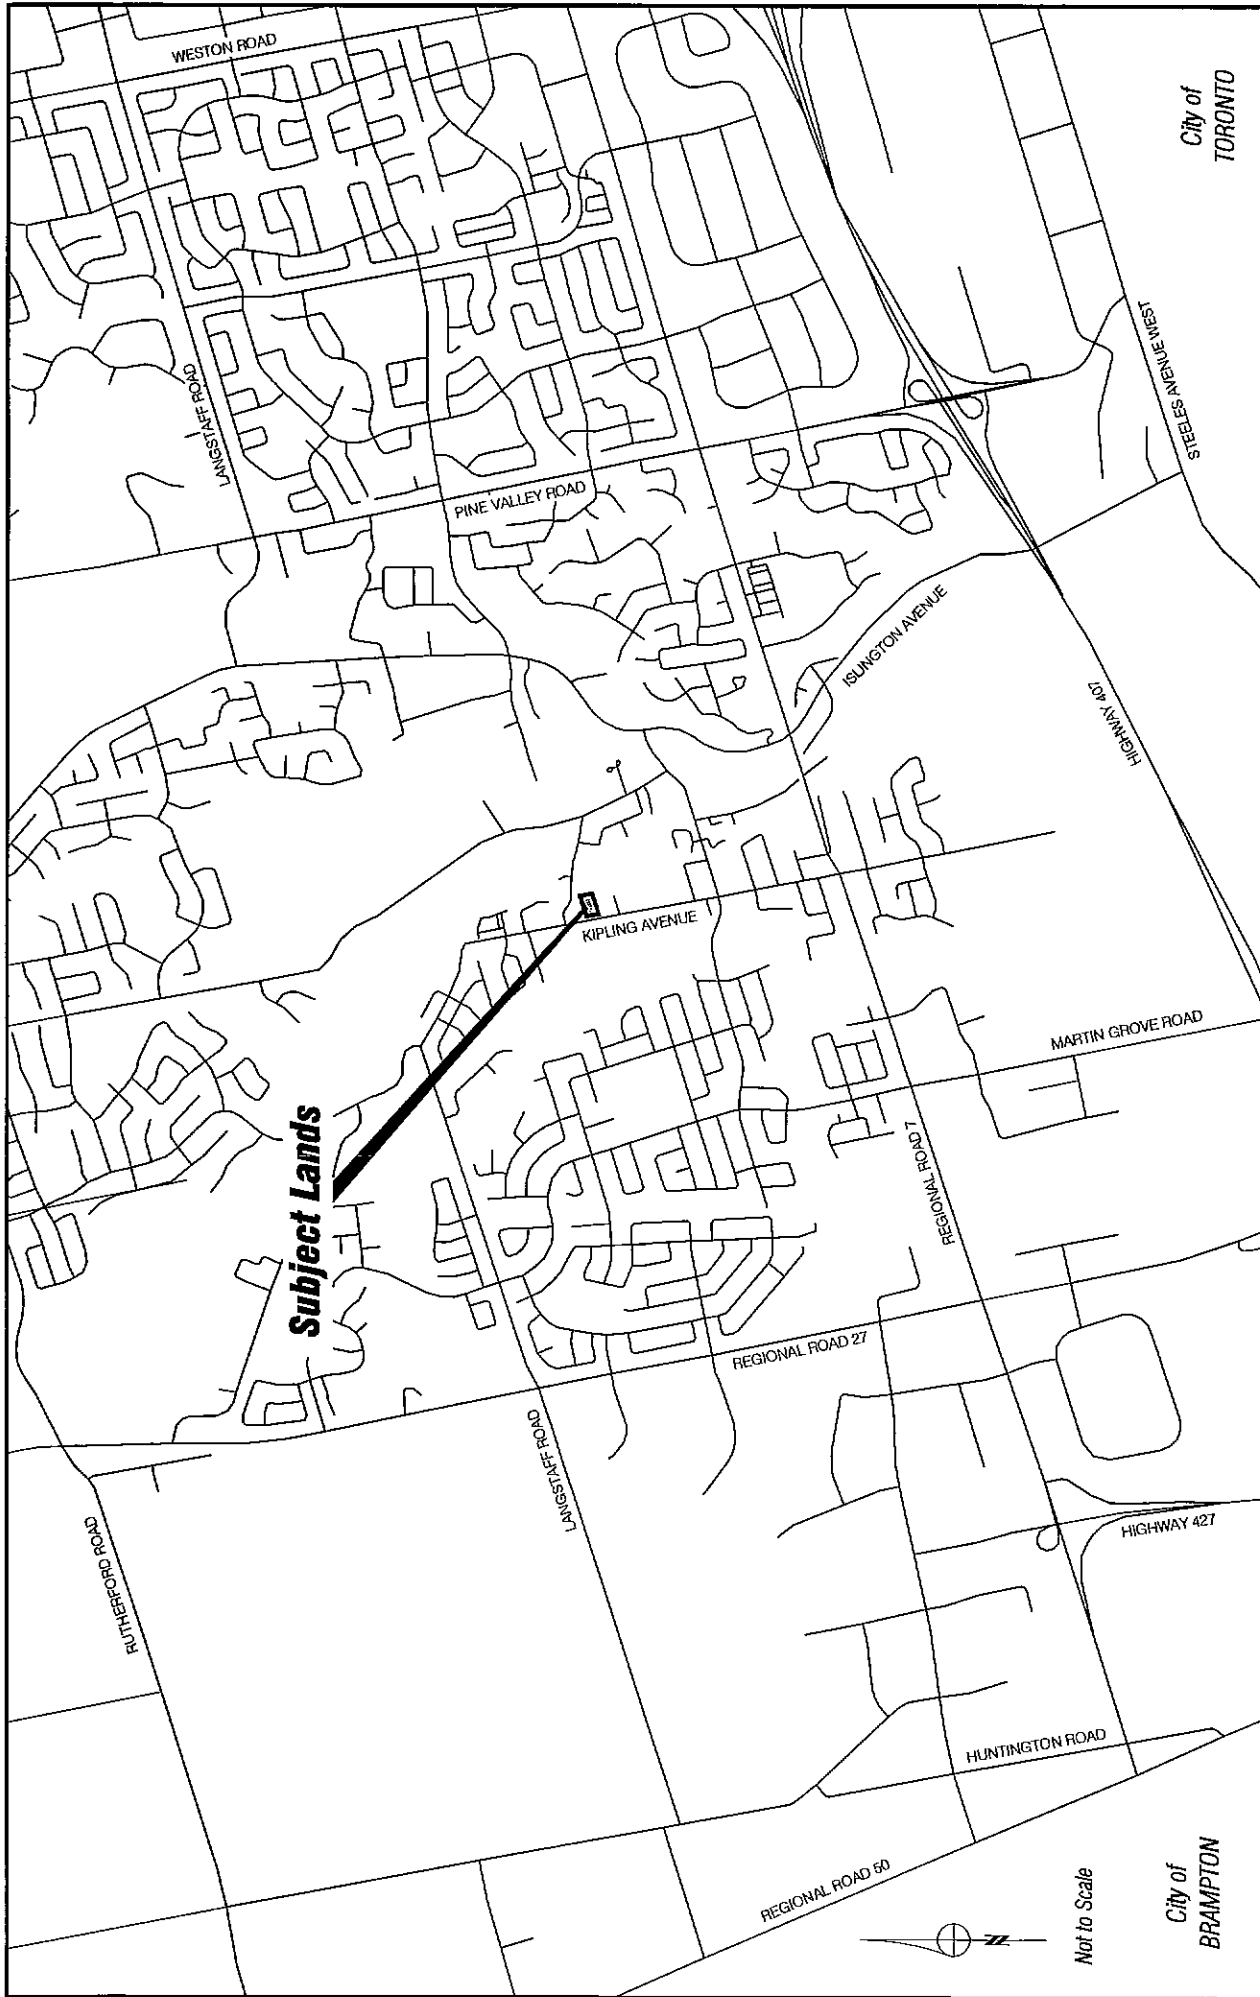 WESTON ROAD
City of
TORONTO
LANGSTAFF ROAD
STEELES AVENUE WEST
PINE VALLEY ROAD
ISLINGTON AVENUE
HIGHWAY 407
KIPLING AVENUE
MARTIN GROVE ROAD
Subject Lands
REGIONAL ROAD 7
REGIONAL ROAD 27
LANGSTAFF ROAD
RUTHERFORD ROAD
HIGHWAY 427
HUNTINGTON ROAD
REGIONAL ROAD 50
N
Not to Scale
City of
BRAMPTON